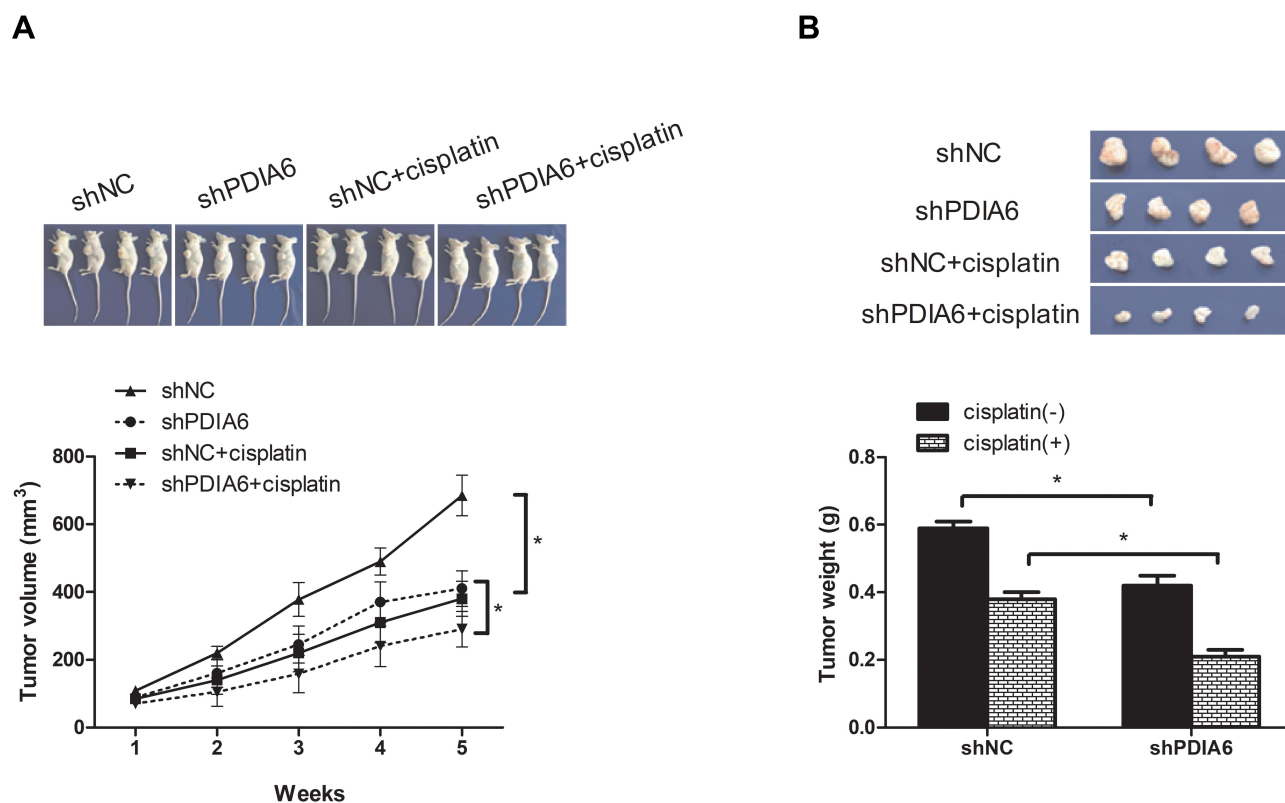 A
shNC
shPDIA6
shNC+cisplatin
shPDIA6+cisplatin
shNC
shPDIA6
shNC+cisplatin
shPDIA6+cisplatin
Tumor volume (mm³)
800
600
400
200
0
*
*
1 2 3 4 5
Weeks
B
shNC
shPDIA6
shNC+cisplatin
shPDIA6+cisplatin
cisplatin(-)
cisplatin(+)
Tumor weight (g)
0.8
0.6
0.4
0.2
0.0
*
*
shNC shPDIA6